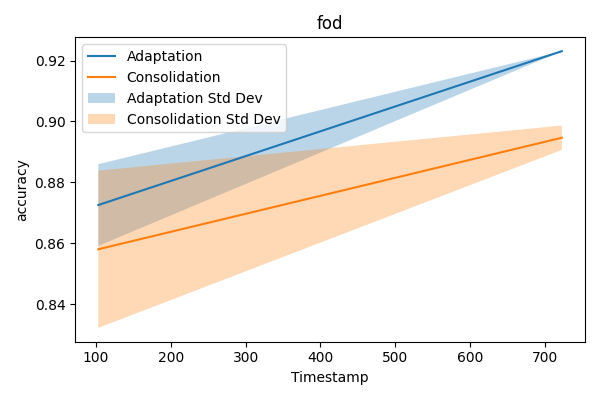 fod
Adaptation
Consolidation
Adaptation Std Dev
Consolidation Std Dev
accuracy
0.92
0.90
0.88
0.86
0.84
100 200 300 400 500 600 700
Timestamp